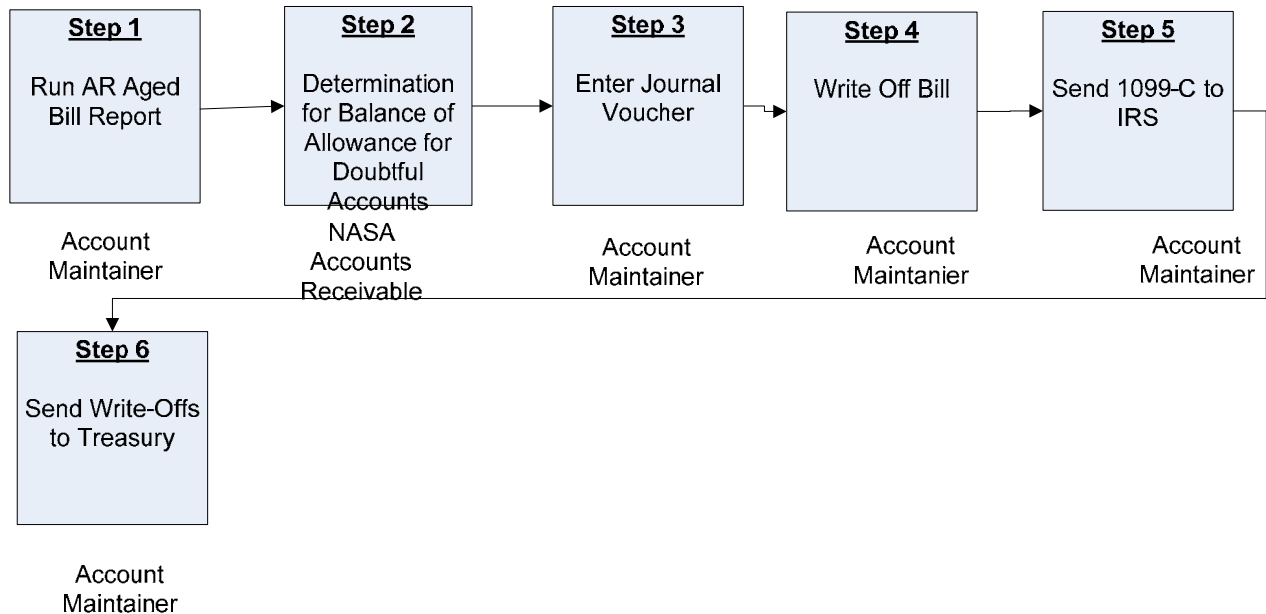 Step 1
Run AR Aged
Bill Report
Account
Maintainer
Step 2
Determination
for Balance of
Allowance for
Doubtful
Accounts
NASA
Accounts
Receivable
Step 3
Enter Journal
Voucher
Account
Maintainer
Step 4
Write Off Bill
Account
Maintanier
Step 5
Send 1099-C to
IRS
Account
Maintainer
Step 6
Send Write-Offs
to Treasury
Account
Maintainer